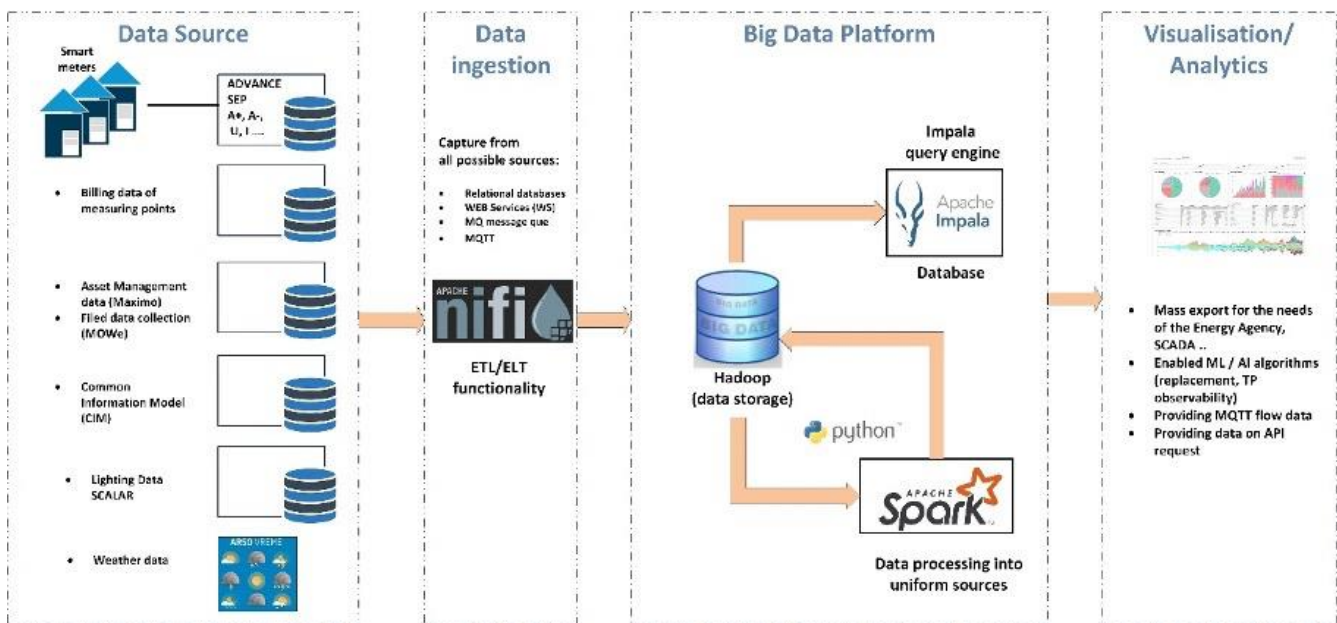 Data Source
Smart
meters
ADVANCE
SEP
A+, A-,
U, I ....
• Billing data of
measuring points
• Asset Management
data (Maximo)
• Filed data collection
(MOWe)
• Common
Information Model
(CIM)
• Lighting Data
SCALAR
• Weather data
ARSO VREME
Data
ingestion
Capture from
all possible sources:
• Relational databases
• WEB Services (WS)
• MQ message que
• MQTT
APACHE
nifi
ETL/ELT
functionality
Big Data Platform
Impala
query engine
Apache
Impala
Database
BIG DATA
BIG DATA
Hadoop
(data storage)
python™
APACHE
Spark™
Data processing into
uniform sources
Visualisation/
Analytics
• Mass export for the needs
of the Energy Agency,
SCADA ..
• Enabled ML / AI algorithms
(replacement, TP
observability)
• Providing MQTT flow data
• Providing data on API
request